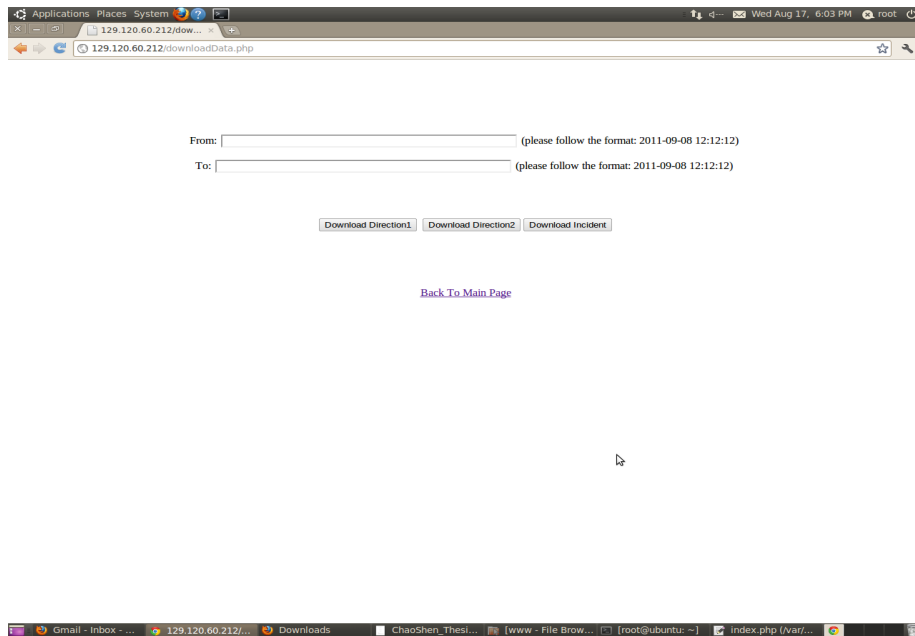 Applications Places System Wed Aug 17, 6:03 PM root
129.120.60.212/dow...
129.120.60.212/downloadData.php
From: (please follow the format: 2011-09-08 12:12:12)
To: (please follow the format: 2011-09-08 12:12:12)
Download Direction1 Download Direction2 Download Incident
Back To Main Page
Gmail - Inbox - ... 129.120.60.212/... Downloads ChaoShen_Thesi... [www - File Brow... [root@ubuntu: ~] index.php (/var/...